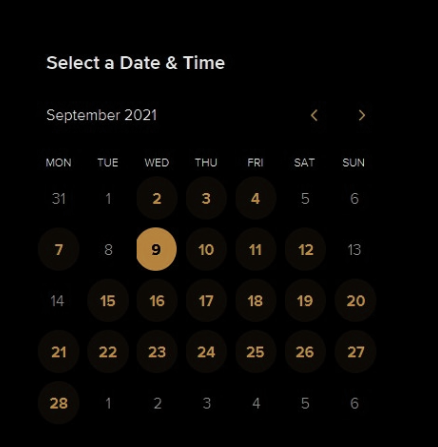 Select a Date & Time
September 2021
MON TUE WED THU FRI SAT SUN
31 1 2 3 4 5 6
7 8 9 10 11 12 13
14 15 16 17 18 19 20
21 22 23 24 25 26 27
28 1 2 3 4 5 6